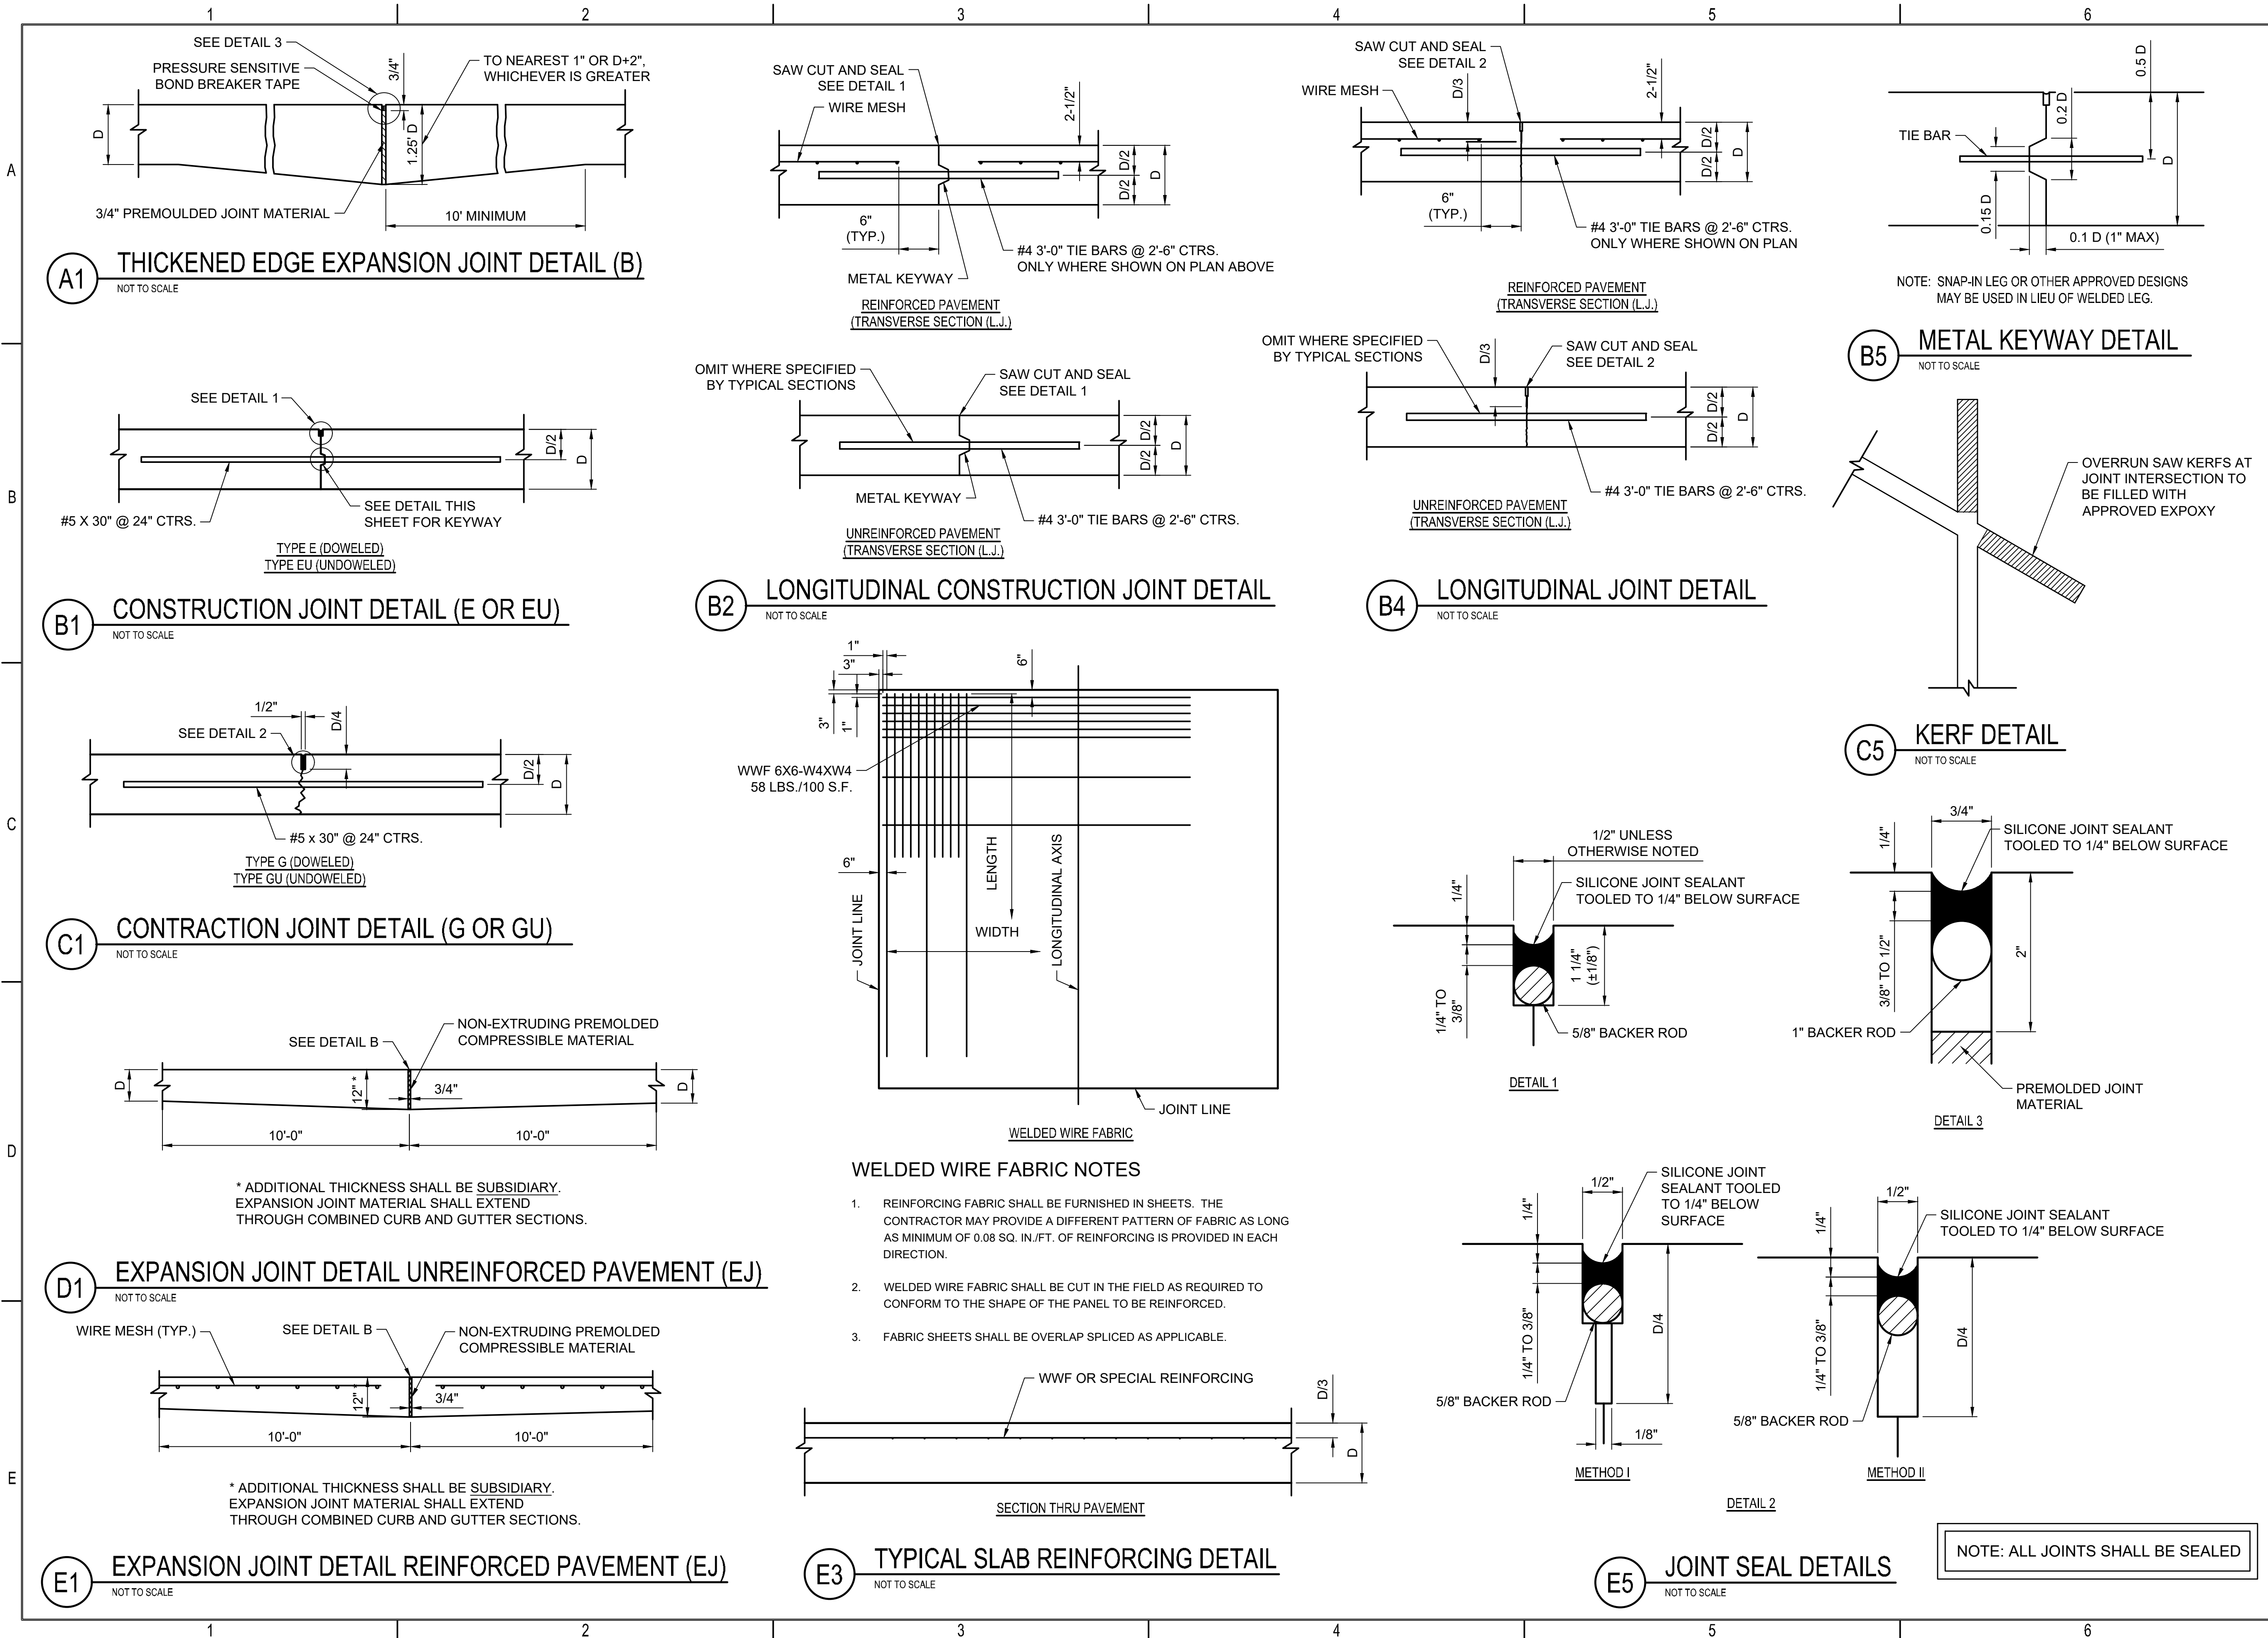 1 2 3 4 5 6
A
B
C
D
E
SEE DETAIL 3
PRESSURE SENSITIVE
BOND BREAKER TAPE
3/4"
TO NEAREST 1" OR D+2",
WHICHEVER IS GREATER
D
1.25' D
3/4" PREMOULDED JOINT MATERIAL
10' MINIMUM
A1
THICKENED EDGE EXPANSION JOINT DETAIL (B)
NOT TO SCALE
SEE DETAIL 1
D/2
D
SEE DETAIL THIS
SHEET FOR KEYWAY
#5 X 30" @ 24" CTRS.
TYPE E (DOWELED)
TYPE EU (UNDOWELED)
B1
CONSTRUCTION JOINT DETAIL (E OR EU)
NOT TO SCALE
1/2"
SEE DETAIL 2
D/4
D/2
D
#5 x 30" @ 24" CTRS.
TYPE G (DOWELED)
TYPE GU (UNDOWELED)
C1
CONTRACTION JOINT DETAIL (G OR GU)
NOT TO SCALE
SEE DETAIL B
NON-EXTRUDING PREMOLDED
COMPRESSIBLE MATERIAL
D
12" *
3/4"
D
10'-0"
10'-0"
* ADDITIONAL THICKNESS SHALL BE SUBSIDIARY.
EXPANSION JOINT MATERIAL SHALL EXTEND
THROUGH COMBINED CURB AND GUTTER SECTIONS.
D1
EXPANSION JOINT DETAIL UNREINFORCED PAVEMENT (EJ)
NOT TO SCALE
WIRE MESH (TYP.)
SEE DETAIL B
NON-EXTRUDING PREMOLDED
COMPRESSIBLE MATERIAL
12" *
3/4"
10'-0"
10'-0"
* ADDITIONAL THICKNESS SHALL BE SUBSIDIARY.
EXPANSION JOINT MATERIAL SHALL EXTEND
THROUGH COMBINED CURB AND GUTTER SECTIONS.
E1
EXPANSION JOINT DETAIL REINFORCED PAVEMENT (EJ)
NOT TO SCALE
SAW CUT AND SEAL
SEE DETAIL 1
WIRE MESH
2-1/2"
D/2
D/2
D
6"
(TYP.)
#4 3'-0" TIE BARS @ 2'-6" CTRS.
ONLY WHERE SHOWN ON PLAN ABOVE
METAL KEYWAY
REINFORCED PAVEMENT
(TRANSVERSE SECTION (L.J.)
OMIT WHERE SPECIFIED
BY TYPICAL SECTIONS
SAW CUT AND SEAL
SEE DETAIL 1
D/2
D/2
D
METAL KEYWAY
#4 3'-0" TIE BARS @ 2'-6" CTRS.
UNREINFORCED PAVEMENT
(TRANSVERSE SECTION (L.J.)
B2
LONGITUDINAL CONSTRUCTION JOINT DETAIL
NOT TO SCALE
SAW CUT AND SEAL
SEE DETAIL 2
WIRE MESH
D/3
2-1/2"
D/2
D/2
D
6"
(TYP.)
#4 3'-0" TIE BARS @ 2'-6" CTRS.
ONLY WHERE SHOWN ON PLAN
REINFORCED PAVEMENT
(TRANSVERSE SECTION (L.J.)
OMIT WHERE SPECIFIED
BY TYPICAL SECTIONS
D/3
SAW CUT AND SEAL
SEE DETAIL 2
D/2
D/2
D
#4 3'-0" TIE BARS @ 2'-6" CTRS.
UNREINFORCED PAVEMENT
(TRANSVERSE SECTION (L.J.)
B4
LONGITUDINAL JOINT DETAIL
NOT TO SCALE
0.5 D
0.2 D
TIE BAR
D
0.15 D
0.1 D (1" MAX)
NOTE: SNAP-IN LEG OR OTHER APPROVED DESIGNS
MAY BE USED IN LIEU OF WELDED LEG.
B5
METAL KEYWAY DETAIL
NOT TO SCALE
OVERRUN SAW KERFS AT
JOINT INTERSECTION TO
BE FILLED WITH
APPROVED EXPOXY
C5
KERF DETAIL
NOT TO SCALE
1"
3"
6"
3"
1"
WWF 6X6-W4XW4
58 LBS./100 S.F.
6"
LENGTH
WIDTH
JOINT LINE
LONGITUDINAL AXIS
JOINT LINE
WELDED WIRE FABRIC
WELDED WIRE FABRIC NOTES
1. REINFORCING FABRIC SHALL BE FURNISHED IN SHEETS. THE
CONTRACTOR MAY PROVIDE A DIFFERENT PATTERN OF FABRIC AS LONG
AS MINIMUM OF 0.08 SQ. IN./FT. OF REINFORCING IS PROVIDED IN EACH
DIRECTION.
2. WELDED WIRE FABRIC SHALL BE CUT IN THE FIELD AS REQUIRED TO
CONFORM TO THE SHAPE OF THE PANEL TO BE REINFORCED.
3. FABRIC SHEETS SHALL BE OVERLAP SPLICED AS APPLICABLE.
WWF OR SPECIAL REINFORCING
D/3
D
SECTION THRU PAVEMENT
E3
TYPICAL SLAB REINFORCING DETAIL
NOT TO SCALE
1/2" UNLESS
OTHERWISE NOTED
1/4"
SILICONE JOINT SEALANT
TOOLED TO 1/4" BELOW SURFACE
1 1/4"
(±1/8")
1/4" TO
3/8"
5/8" BACKER ROD
DETAIL 1
3/4"
1/4"
SILICONE JOINT SEALANT
TOOLED TO 1/4" BELOW SURFACE
3/8" TO 1/2"
2"
1" BACKER ROD
PREMOLDED JOINT
MATERIAL
DETAIL 3
1/2"
1/4"
SILICONE JOINT
SEALANT TOOLED
TO 1/4" BELOW
SURFACE
1/4" TO 3/8"
D/4
5/8" BACKER ROD
1/8"
METHOD I
1/2"
1/4"
SILICONE JOINT SEALANT
TOOLED TO 1/4" BELOW SURFACE
1/4" TO 3/8"
D/4
5/8" BACKER ROD
METHOD II
DETAIL 2
E5
JOINT SEAL DETAILS
NOT TO SCALE
NOTE: ALL JOINTS SHALL BE SEALED
1 2 3 4 5 6